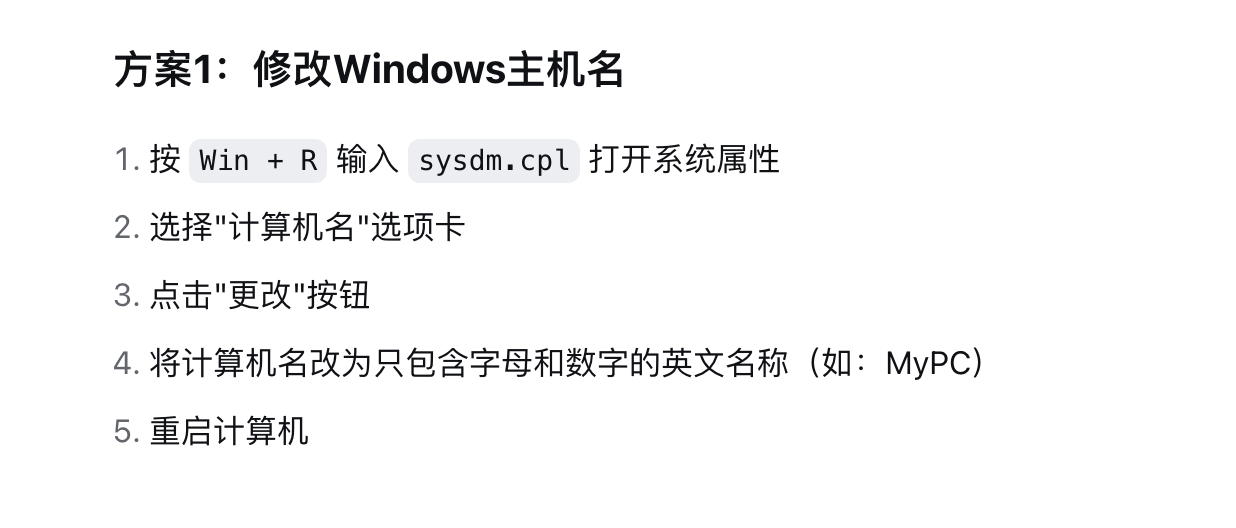 方案1：修改Windows主机名
1. 按 Win + R 输入 sysdm.cpl 打开系统属性
2. 选择"计算机名"选项卡
3. 点击"更改"按钮
4. 将计算机名改为只包含字母和数字的英文名称（如：MyPC）
5. 重启计算机